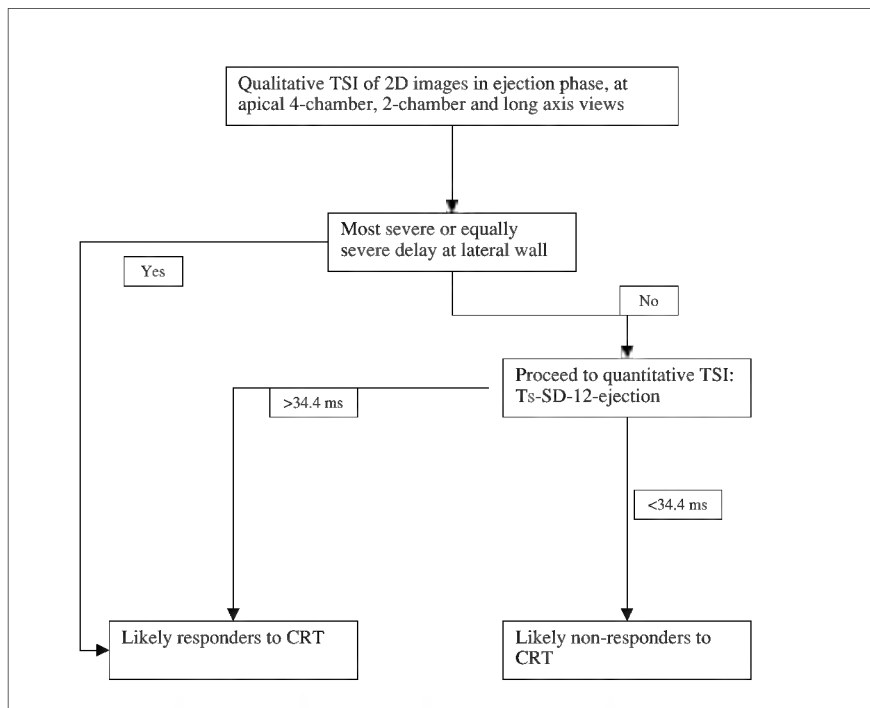 Qualitative TSI of 2D images in ejection phase, at
apical 4-chamber, 2-chamber and long axis views
Most severe or equally
severe delay at lateral wall
Yes
No
Proceed to quantitative TSI:
Ts-SD-12-ejection
>34.4 ms
<34.4 ms
Likely responders to CRT
Likely non-responders to
CRT